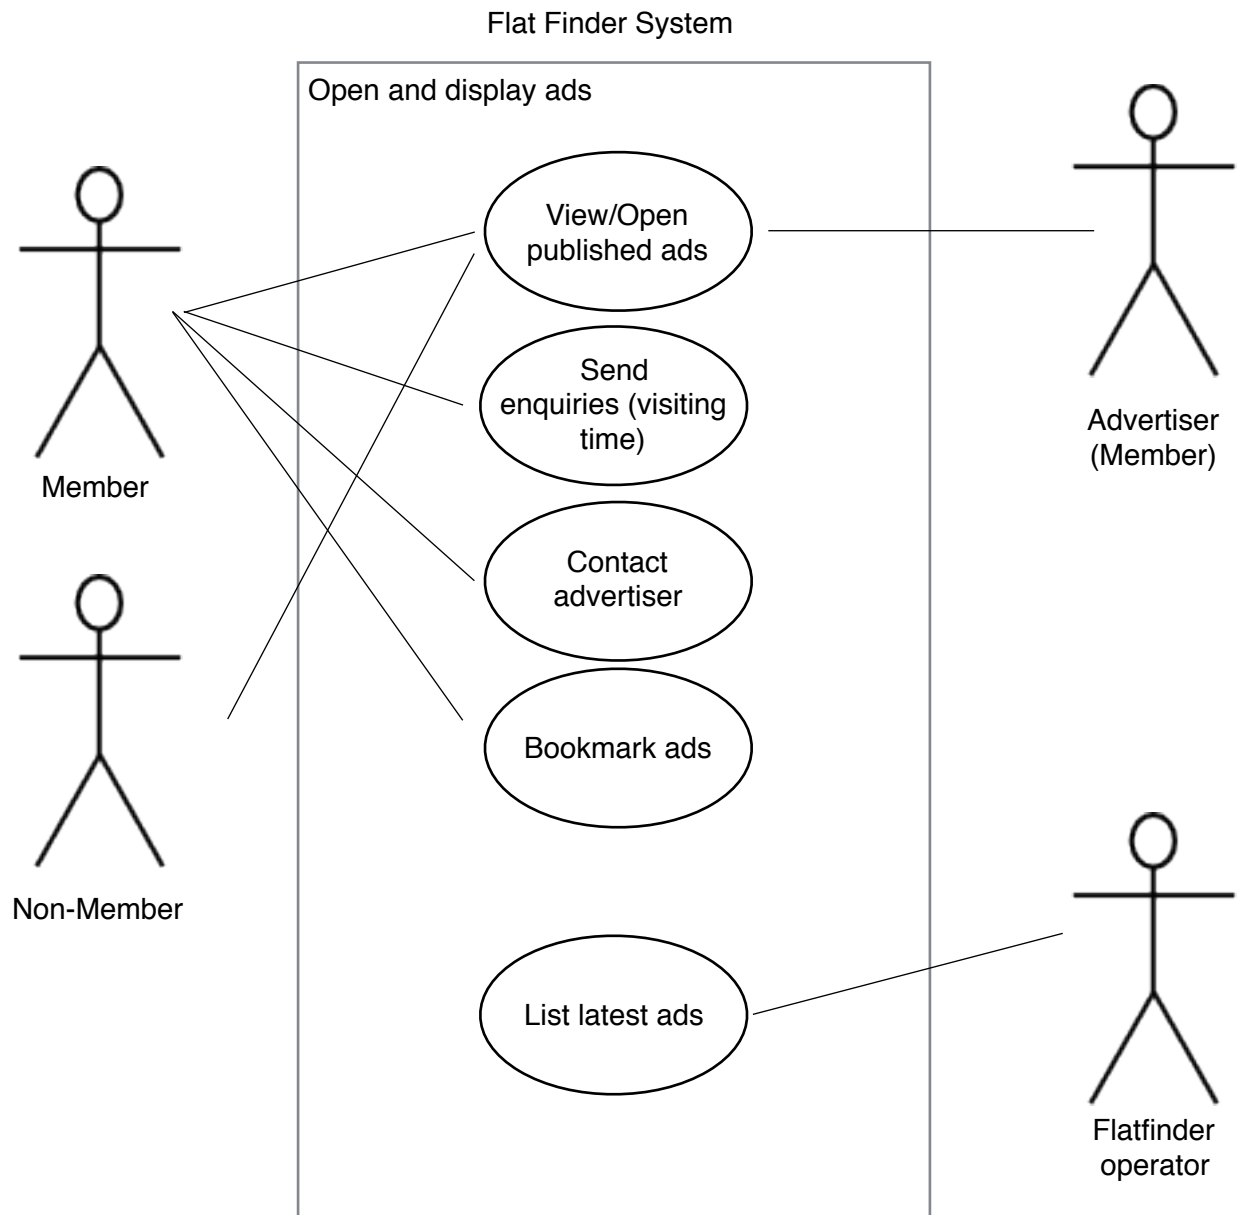 Flat Finder System
Open and display ads
View/Open
published ads
Send
enquiries (visiting
time)
Contact
advertiser
Bookmark ads
List latest ads
Member
Non-Member
Advertiser
(Member)
Flatfinder
operator